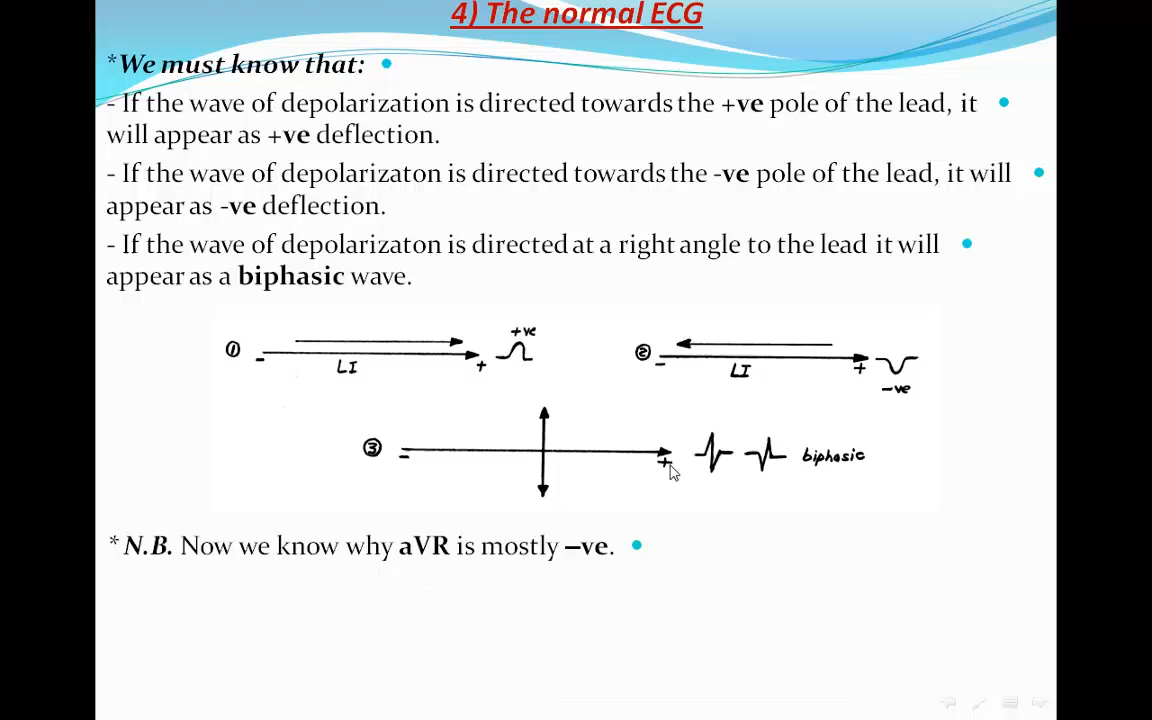 4) The normal ECG
*We must know that:
- If the wave of depolarization is directed towards the +ve pole of the lead, it
will appear as +ve deflection.
- If the wave of depolarizaton is directed towards the -ve pole of the lead, it will
appear as -ve deflection.
- If the wave of depolarizaton is directed at a right angle to the lead it will
appear as a biphasic wave.
① - LI + +ve
② - LI + -ve
③ - + biphasic
* N.B. Now we know why aVR is mostly –ve.